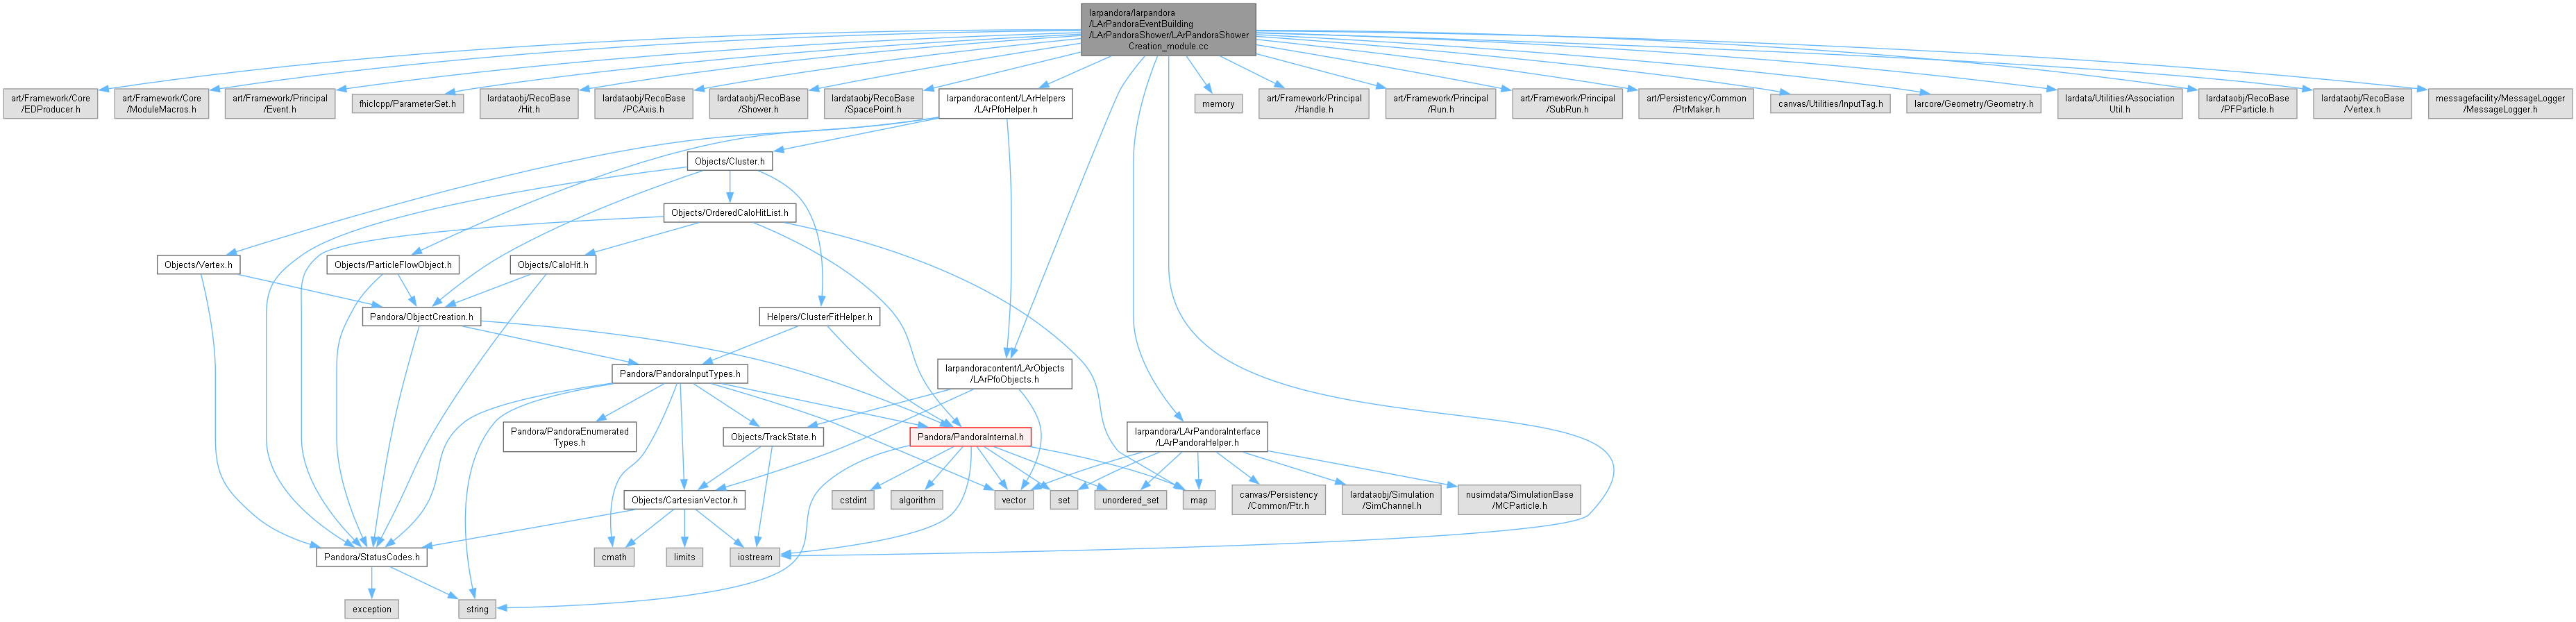 larpandora/larpandora
/LArPandoraEventBuilding
/LArPandoraShower/LArPandoraShower
Creation_module.cc
art/Framework/Core
/EDProducer.h
art/Framework/Core
/ModuleMacros.h
art/Framework/Principal
/Event.h
fhiclcpp/ParameterSet.h
lardataobj/RecoBase
/Hit.h
lardataobj/RecoBase
/PCAxis.h
lardataobj/RecoBase
/Shower.h
lardataobj/RecoBase
/SpacePoint.h
larpandoracontent/LArHelpers
/LArPfoHelper.h
memory
art/Framework/Principal
/Handle.h
art/Framework/Principal
/Run.h
art/Framework/Principal
/SubRun.h
art/Persistency/Common
/PtrMaker.h
canvas/Utilities/InputTag.h
larcore/Geometry/Geometry.h
lardata/Utilities/Association
Util.h
lardataobj/RecoBase
/PFParticle.h
lardataobj/RecoBase
/Vertex.h
messagefacility/MessageLogger
/MessageLogger.h
Objects/Cluster.h
Objects/OrderedCaloHitList.h
Objects/Vertex.h
Objects/ParticleFlowObject.h
Objects/CaloHit.h
Pandora/ObjectCreation.h
Helpers/ClusterFitHelper.h
Pandora/PandoraInputTypes.h
larpandoracontent/LArObjects
/LArPfoObjects.h
Pandora/PandoraEnumerated
Types.h
Objects/TrackState.h
Pandora/PandoraInternal.h
larpandora/LArPandoraInterface
/LArPandoraHelper.h
Objects/CartesianVector.h
cstdint
algorithm
vector
set
unordered_set
map
canvas/Persistency
/Common/Ptr.h
lardataobj/Simulation
/SimChannel.h
nusimdata/SimulationBase
/MCParticle.h
Pandora/StatusCodes.h
cmath
limits
iostream
exception
string